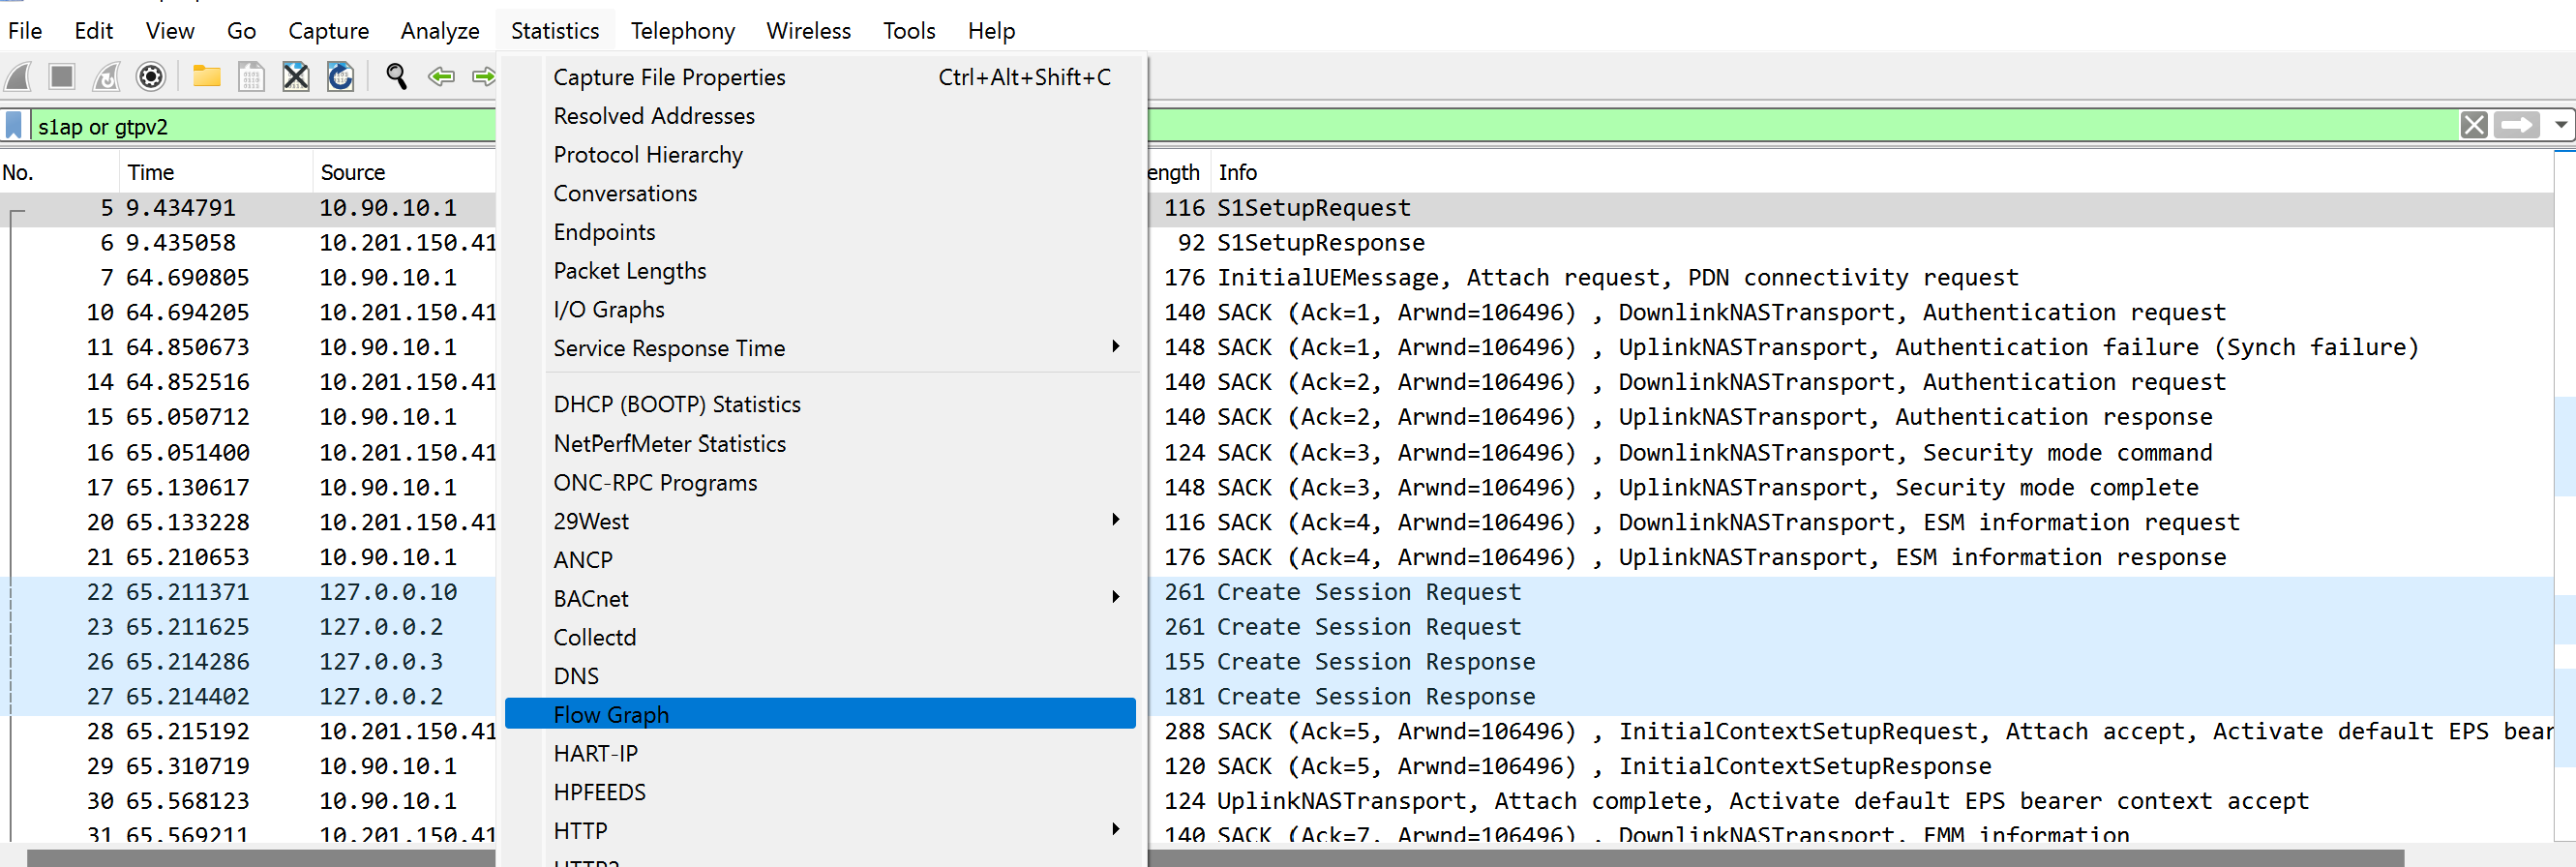 File Edit View Go Capture Analyze Statistics Telephony Wireless Tools Help
Capture File Properties Ctrl+Alt+Shift+C
Resolved Addresses
Protocol Hierarchy
Conversations
Endpoints
Packet Lengths
I/O Graphs
Service Response Time
DHCP (BOOTP) Statistics
NetPerfMeter Statistics
ONC-RPC Programs
29West
ANCP
BACnet
Collectd
DNS
Flow Graph
HART-IP
HPFEEDS
HTTP
HTTP2
s1ap or gtpv2
No. Time Source ength Info
5 9.434791 10.90.10.1 116 S1SetupRequest
6 9.435058 10.201.150.41 92 S1SetupResponse
7 64.690805 10.90.10.1 176 InitialUEMessage, Attach request, PDN connectivity request
10 64.694205 10.201.150.41 140 SACK (Ack=1, Arwnd=106496) , DownlinkNASTransport, Authentication request
11 64.850673 10.90.10.1 148 SACK (Ack=1, Arwnd=106496) , UplinkNASTransport, Authentication failure (Synch failure)
14 64.852516 10.201.150.41 140 SACK (Ack=2, Arwnd=106496) , DownlinkNASTransport, Authentication request
15 65.050712 10.90.10.1 140 SACK (Ack=2, Arwnd=106496) , UplinkNASTransport, Authentication response
16 65.051400 10.201.150.41 124 SACK (Ack=3, Arwnd=106496) , DownlinkNASTransport, Security mode command
17 65.130617 10.90.10.1 148 SACK (Ack=3, Arwnd=106496) , UplinkNASTransport, Security mode complete
20 65.133228 10.201.150.41 116 SACK (Ack=4, Arwnd=106496) , DownlinkNASTransport, ESM information request
21 65.210653 10.90.10.1 176 SACK (Ack=4, Arwnd=106496) , UplinkNASTransport, ESM information response
22 65.211371 127.0.0.10 261 Create Session Request
23 65.211625 127.0.0.2 261 Create Session Request
26 65.214286 127.0.0.3 155 Create Session Response
27 65.214402 127.0.0.2 181 Create Session Response
28 65.215192 10.201.150.41 288 SACK (Ack=5, Arwnd=106496) , InitialContextSetupRequest, Attach accept, Activate default EPS bear
29 65.310719 10.90.10.1 120 SACK (Ack=5, Arwnd=106496) , InitialContextSetupResponse
30 65.568123 10.90.10.1 124 UplinkNASTransport, Attach complete, Activate default EPS bearer context accept
31 65.569211 10.201.150.41 140 SACK (Ack=7, Arwnd=106496) , DownlinkNASTransport, EMM information